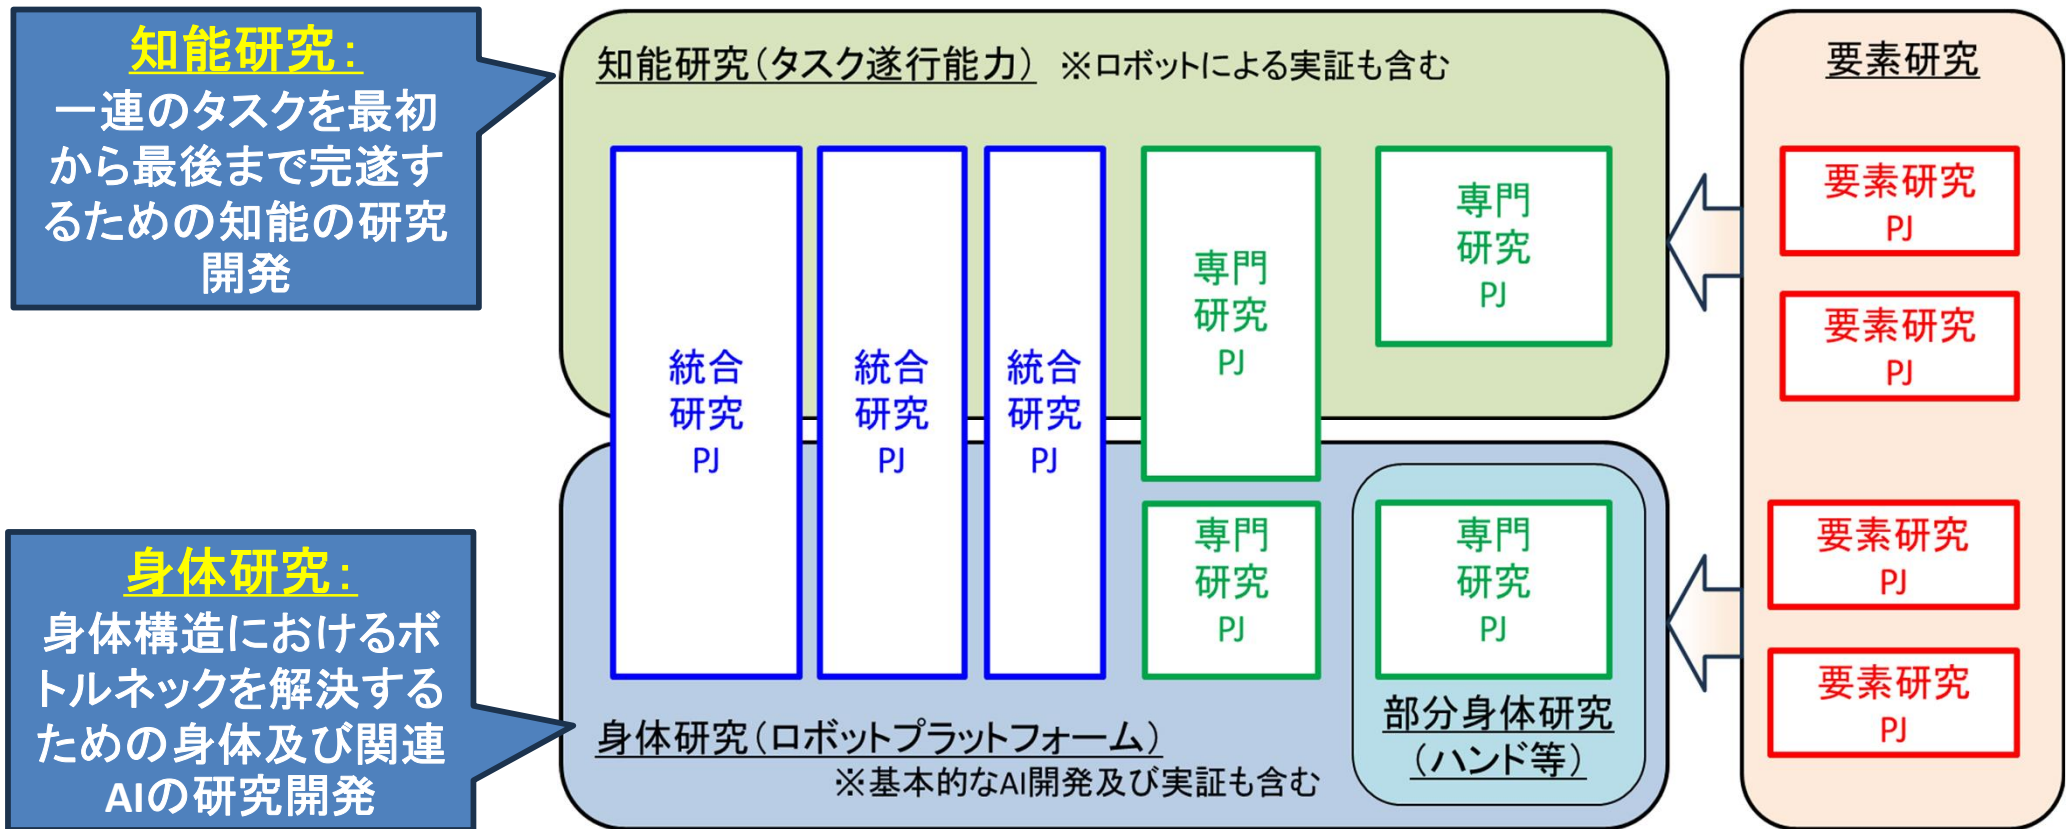 知能研究：
一連のタスクを最初
から最後まで完遂す
るための知能の研究
開発
身体研究：
身体構造におけるボ
トルネックを解決する
ための身体及び関連
AIの研究開発
知能研究（タスク遂行能力） ※ロボットによる実証も含む
統合
研究
PJ
統合
研究
PJ
統合
研究
PJ
専門
研究
PJ
専門
研究
PJ
専門
研究
PJ
専門
研究
PJ
部分身体研究
（ハンド等）
身体研究（ロボットプラットフォーム）
※基本的なAI開発及び実証も含む
要素研究
要素研究
PJ
要素研究
PJ
要素研究
PJ
要素研究
PJ